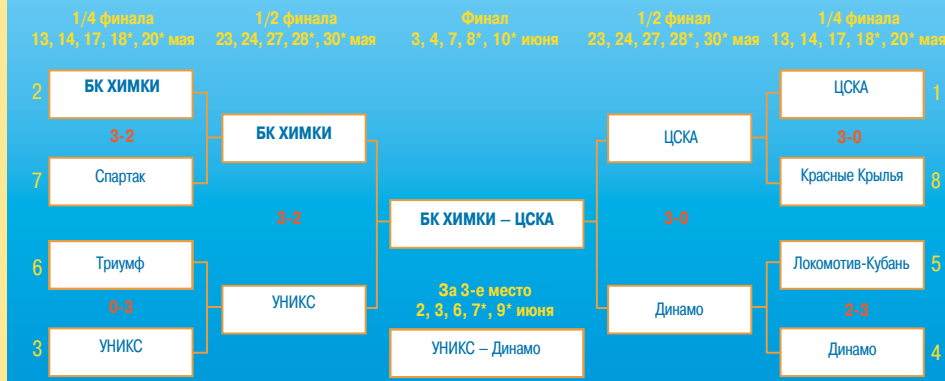 1/4 финала
13, 14, 17, 18*, 20* мая
1/2 финала
23, 24, 27, 28*, 30* мая
Финал
3, 4, 7, 8*, 10* июня
1/2 финал
23, 24, 27, 28*, 30* мая
1/4 финала
13, 14, 17, 18*, 20* мая
2
БК ХИМКИ
3-2
7
Спартак
6
Триумф
0-3
3
УНИКС
БК ХИМКИ
3-2
УНИКС
БК ХИМКИ – ЦСКА
За 3-е место
2, 3, 6, 7*, 9* июня
УНИКС – Динамо
ЦСКА
3-0
Динамо
ЦСКА
1
3-0
Красные Крылья
8
Локомотив-Кубань
5
2-3
Динамо
4